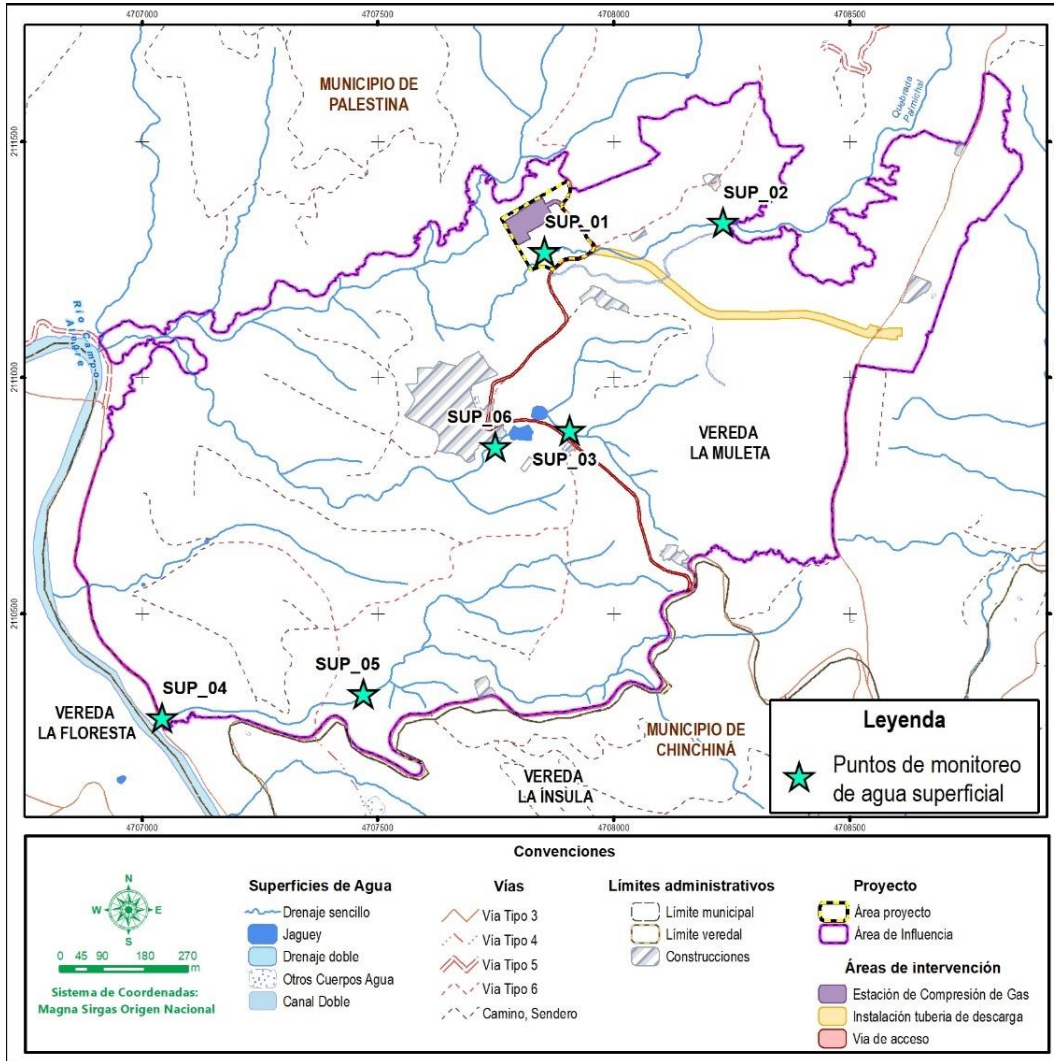 4707000
4707500
4708000
4708500
2111500
2111000
2110500
MUNICIPIO DE
PALESTINA
Quebrada
Palmichal
SUP_02
SUP_01
Río Campo
Alegre
SUP_06
SUP_03
VEREDA
LA MULETA
SUP_05
SUP_04
VEREDA
LA FLORESTA
MUNICIPIO DE
CHINCHINÁ
VEREDA
LA ÍNSULA
Leyenda
Puntos de monitoreo
de agua superficial
2111500
2111000
2110500
4707000
4707500
4708000
4708500
Convenciones
N
W
E
S
0 45 90 180 270
m
Sistema de Coordenadas:
Magna Sirgas Origen Nacional
Superficies de Agua
Drenaje sencillo
Jaguey
Drenaje doble
Otros Cuerpos Agua
Canal Doble
Vías
Vía Tipo 3
Vía Tipo 4
Vía Tipo 5
Vía Tipo 6
Camino, Sendero
Límites administrativos
Límite municipal
Límite veredal
Construcciones
Proyecto
Área proyecto
Área de Influencia
Áreas de intervención
Estación de Compresión de Gas
Instalación tuberia de descarga
Via de acceso